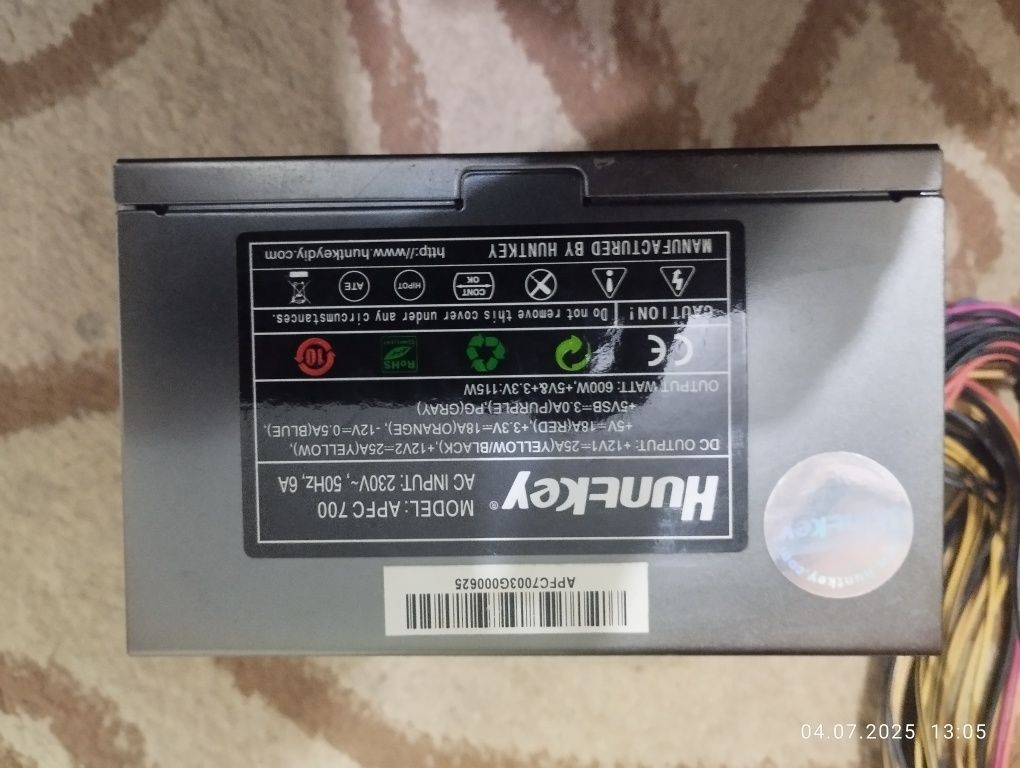 Huntkey®
MODEL: APFC 700
AC INPUT: 230V~, 50Hz, 6A
DC OUTPUT: +12V1=25A(YELLOW/BLACK),+12V2=25A(YELLOW),
+5V=18A(RED),+3.3V=18A(ORANGE), -12V=0.5A(BLUE).
+5VSB=3.0A(PURPLE),PG(GRAY)
OUTPUT WATT: 600W,+5V&+3.3V:115W
CE
RoHS
10
CAUTION! Do not remove this cover under any circumstances.
CONT OK
HIPOT
ATE
MANUFACTURED BY HUNTKEY http://www.huntkeydiy.com
APFC7003G000625
Huntkey
04.07.2025 13:05